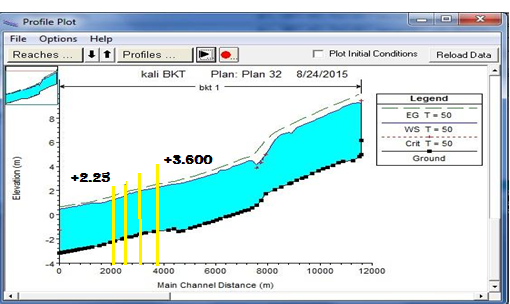 Profile Plot
File Options Help
Reaches ... Profiles ... Plot Initial Conditions Reload Data
kali BKT Plan: Plan 32 8/24/2015
bkt 1
Legend
EG T = 50
WS T = 50
Crit T = 50
Ground
+2.25
+3.600
Elevation (m)
8
6
4
2
0
-2
-4
0 2000 4000 6000 8000 10000 12000
Main Channel Distance (m)